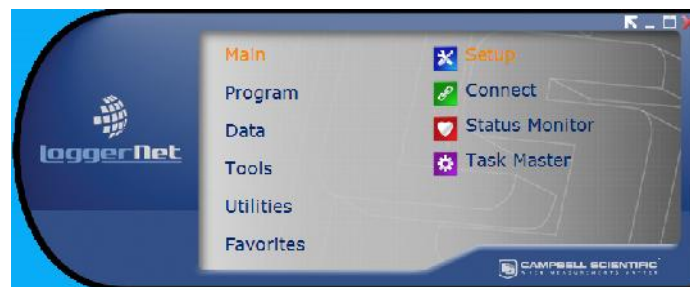 Main
Program
Data
Tools
Utilities
Favorites
Setup
Connect
Status Monitor
Task Master
loggerNet
CAMPBELL SCIENTIFIC